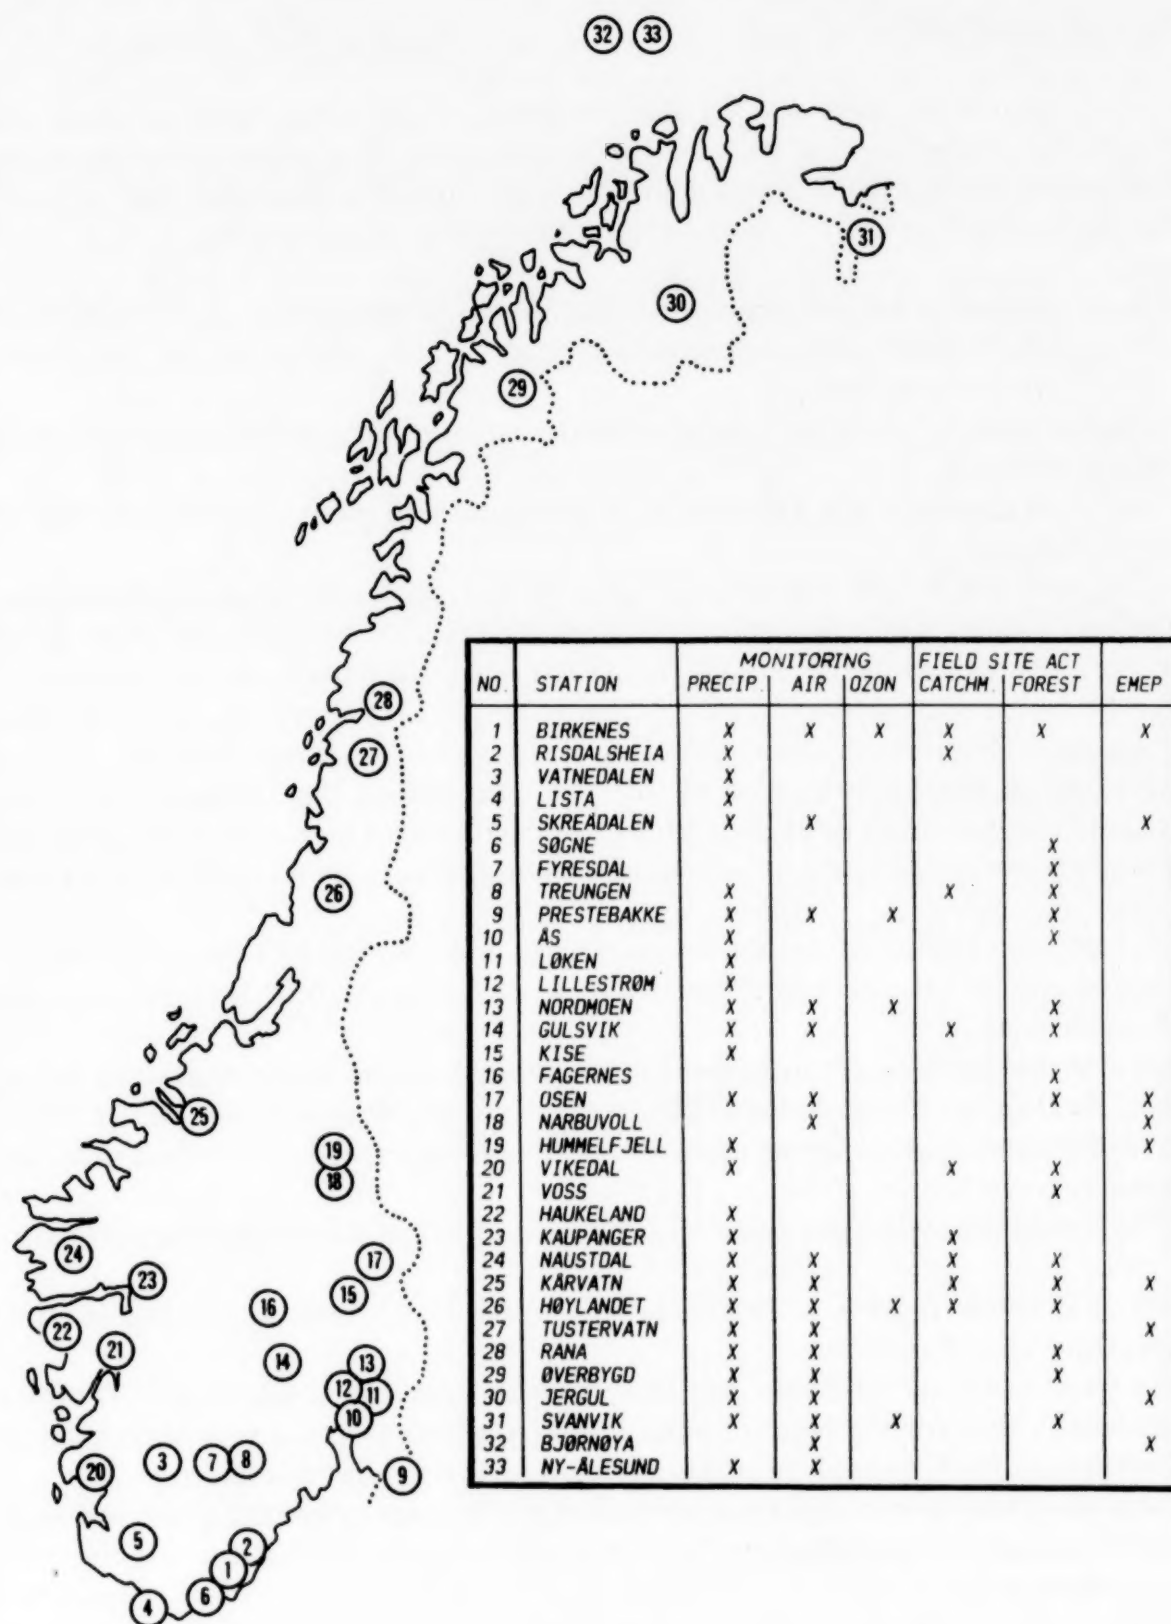 32 33
31
30
29
28
27
26
25
19
18
24
23
17
16
15
22
21
14
13
12
11
10
20
3
7
8
9
5
2
1
6
4
MONITORING FIELD SITE ACT
NO. STATION PRECIP. AIR OZON CATCHM. FOREST EMEP
1 BIRKENES X X X X X X
2 RISDALSHEIA X X
3 VATNEDALEN X
4 LISTA X
5 SKREÅDALEN X X X
6 SØGNE X
7 FYRESDAL X
8 TREUNGEN X X X
9 PRESTEBAKKE X X X X
10 ÅS X X
11 LØKEN X
12 LILLESTRØM X
13 NORDMOEN X X X X
14 GULSVIK X X X X
15 KISE X
16 FAGERNES X
17 OSEN X X X X
18 NARBUVOLL X X
19 HUMMELFJELL X X
20 VIKEDAL X X X
21 VOSS X
22 HAUKELAND X
23 KAUPANGER X X
24 NAUSTDAL X X X X
25 KÅRVATN X X X X X
26 HØYLANDET X X X X X
27 TUSTERVATN X X X
28 RANA X X X
29 ØVERBYGD X X X
30 JERGUL X X X
31 SVANVIK X X X X
32 BJØRNØYA X X
33 NY-ÅLESUND X X